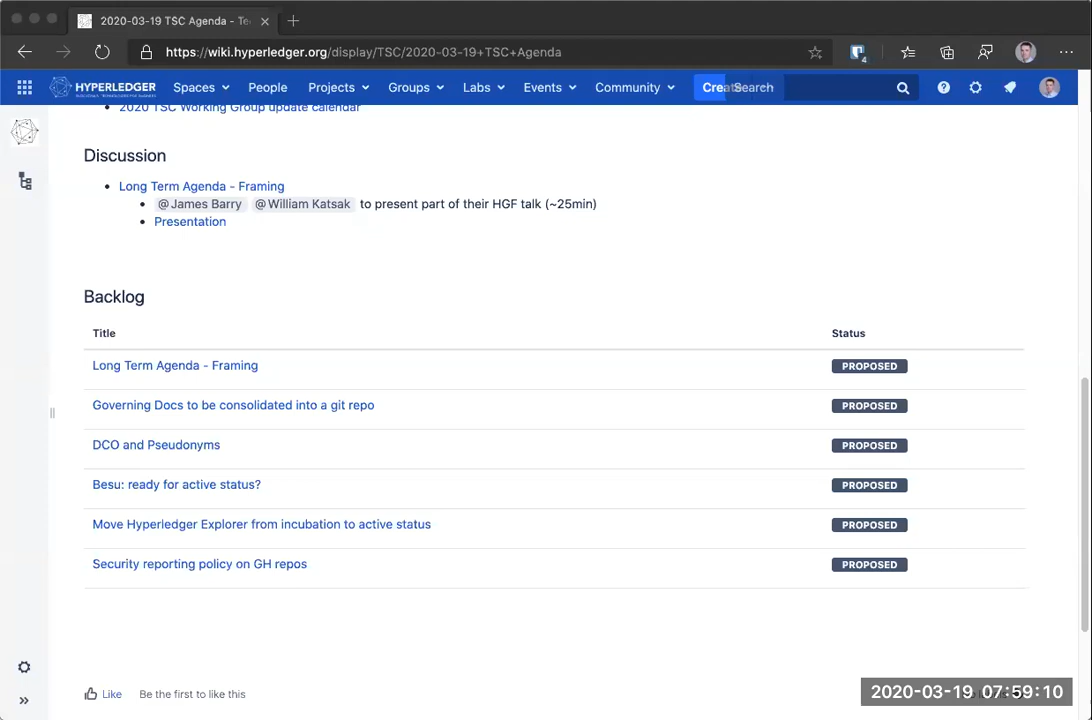 2020-03-19 TSC Agenda - Te
https://wiki.hyperledger.org/display/TSC/2020-03-19+TSC+Agenda
4
HYPERLEDGER Spaces People Projects Groups Labs Events Community Create Search
2020 TSC Working Group update calendar
Discussion
Long Term Agenda - Framing
@James Barry @William Katsak to present part of their HGF talk (~25min)
Presentation
Backlog
Title Status
Long Term Agenda - Framing PROPOSED
Governing Docs to be consolidated into a git repo PROPOSED
DCO and Pseudonyms PROPOSED
Besu: ready for active status? PROPOSED
Move Hyperledger Explorer from incubation to active status PROPOSED
Security reporting policy on GH repos PROPOSED
Like Be the first to like this
2020-03-19 07:59:10